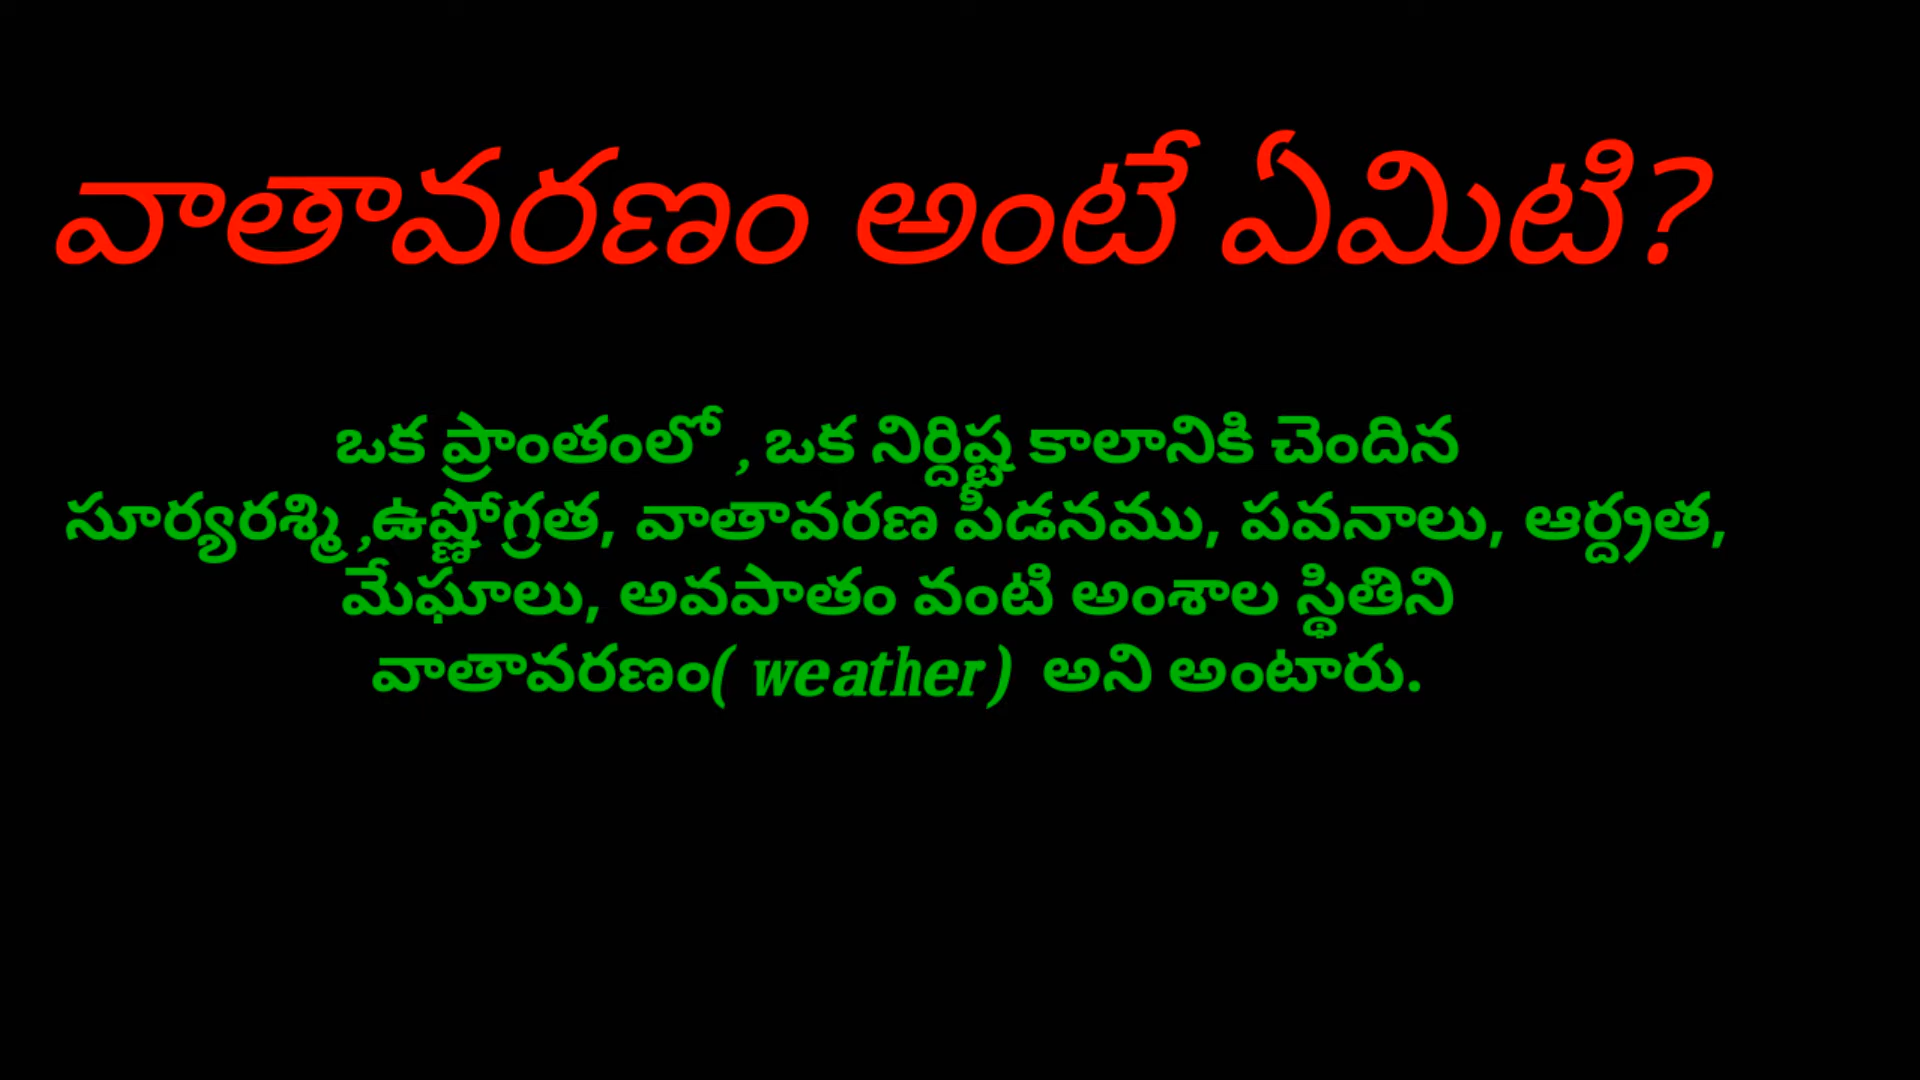 వాతావరణం అంటే ఏమిటి?
ఒక ప్రాంతంలో , ఒక నిర్దిష్ట కాలానికి చెందిన
సూర్యరశ్మి ,ఉష్ణోగ్రత, వాతావరణ పీడనము, పవనాలు, ఆర్ద్రత,
మేఘాలు, అవపాతం వంటి అంశాల స్థితిని
వాతావరణం( weather) అని అంటారు.